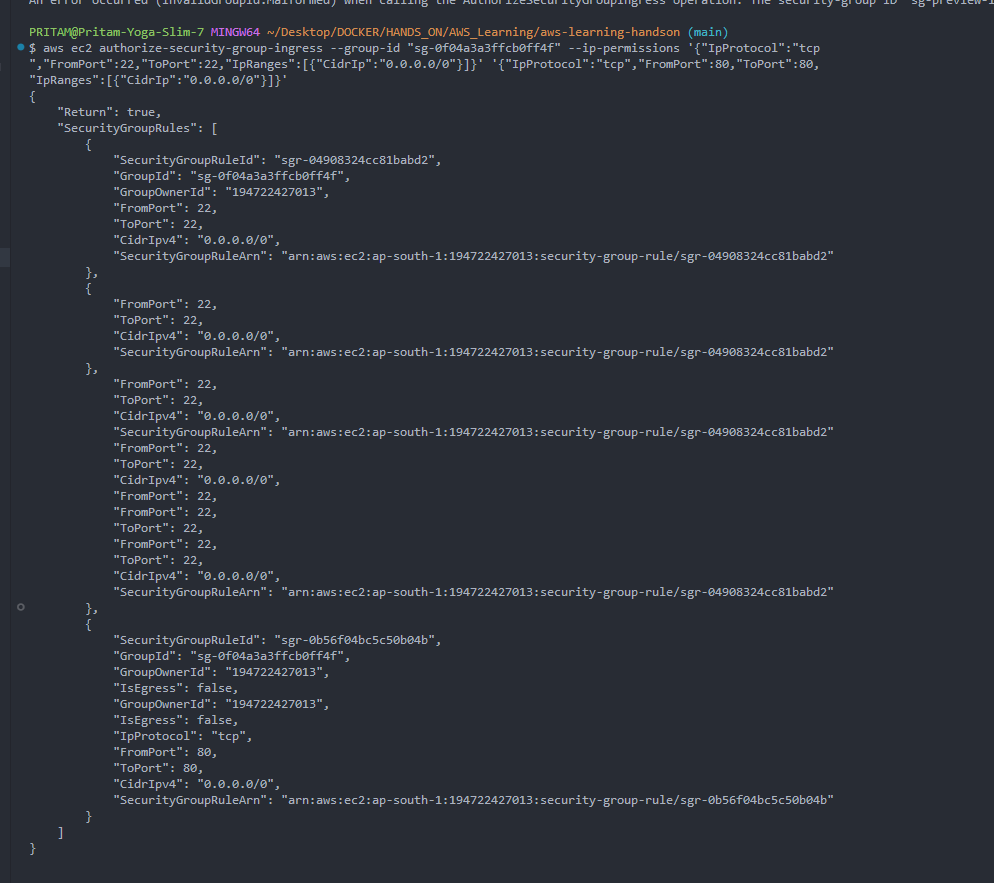 An error occurred (InvalidGroupId.Malformed) when calling the AuthorizeSecurityGroupIngress operation: The security-group ID 'sg-preview-
PRITAM@Pritam-Yoga-Slim-7 MINGW64 ~/Desktop/DOCKER/HANDS_ON/AWS_Learning/aws-learning-handson (main)
$ aws ec2 authorize-security-group-ingress --group-id "sg-0f04a3a3ffcb0ff4f" --ip-permissions '{"IpProtocol":"tcp
","FromPort":22,"ToPort":22,"IpRanges":[{"CidrIp":"0.0.0.0/0"}]}' '{"IpProtocol":"tcp","FromPort":80,"ToPort":80,
"IpRanges":[{"CidrIp":"0.0.0.0/0"}]}'
{
    "Return": true,
    "SecurityGroupRules": [
        {
            "SecurityGroupRuleId": "sgr-04908324cc81babd2",
            "GroupId": "sg-0f04a3a3ffcb0ff4f",
            "GroupOwnerId": "194722427013",
            "FromPort": 22,
            "ToPort": 22,
            "CidrIpv4": "0.0.0.0/0",
            "SecurityGroupRuleArn": "arn:aws:ec2:ap-south-1:194722427013:security-group-rule/sgr-04908324cc81babd2"
        },
        {
            "FromPort": 22,
            "ToPort": 22,
            "CidrIpv4": "0.0.0.0/0",
            "SecurityGroupRuleArn": "arn:aws:ec2:ap-south-1:194722427013:security-group-rule/sgr-04908324cc81babd2"
        },
            "FromPort": 22,
            "ToPort": 22,
            "CidrIpv4": "0.0.0.0/0",
            "SecurityGroupRuleArn": "arn:aws:ec2:ap-south-1:194722427013:security-group-rule/sgr-04908324cc81babd2"
            "FromPort": 22,
            "ToPort": 22,
            "CidrIpv4": "0.0.0.0/0",
            "FromPort": 22,
            "FromPort": 22,
            "ToPort": 22,
            "FromPort": 22,
            "ToPort": 22,
            "CidrIpv4": "0.0.0.0/0",
            "SecurityGroupRuleArn": "arn:aws:ec2:ap-south-1:194722427013:security-group-rule/sgr-04908324cc81babd2"
        },
        {
            "SecurityGroupRuleId": "sgr-0b56f04bc5c50b04b",
            "GroupId": "sg-0f04a3a3ffcb0ff4f",
            "GroupOwnerId": "194722427013",
            "IsEgress": false,
            "GroupOwnerId": "194722427013",
            "IsEgress": false,
            "IpProtocol": "tcp",
            "FromPort": 80,
            "ToPort": 80,
            "CidrIpv4": "0.0.0.0/0",
            "SecurityGroupRuleArn": "arn:aws:ec2:ap-south-1:194722427013:security-group-rule/sgr-0b56f04bc5c50b04b"
        }
    ]
}